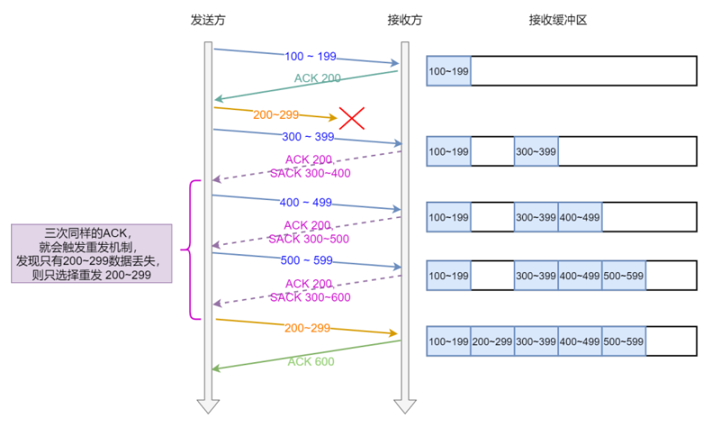 发送方
接收方
接收缓冲区
100 ~ 199
100~199
ACK 200
200~299
300 ~ 399
100~199
300~399
ACK 200,
SACK 300~400
400 ~ 499
100~199
300~399
400~499
ACK 200,
SACK 300~500
三次同样的ACK，
就会触发重发机制，
发现只有200~299数据丢失，
则只选择重发 200~299
500 ~ 599
100~199
300~399
400~499
500~599
ACK 200,
SACK 300~600
200~299
100~199
200~299
300~399
400~499
500~599
ACK 600